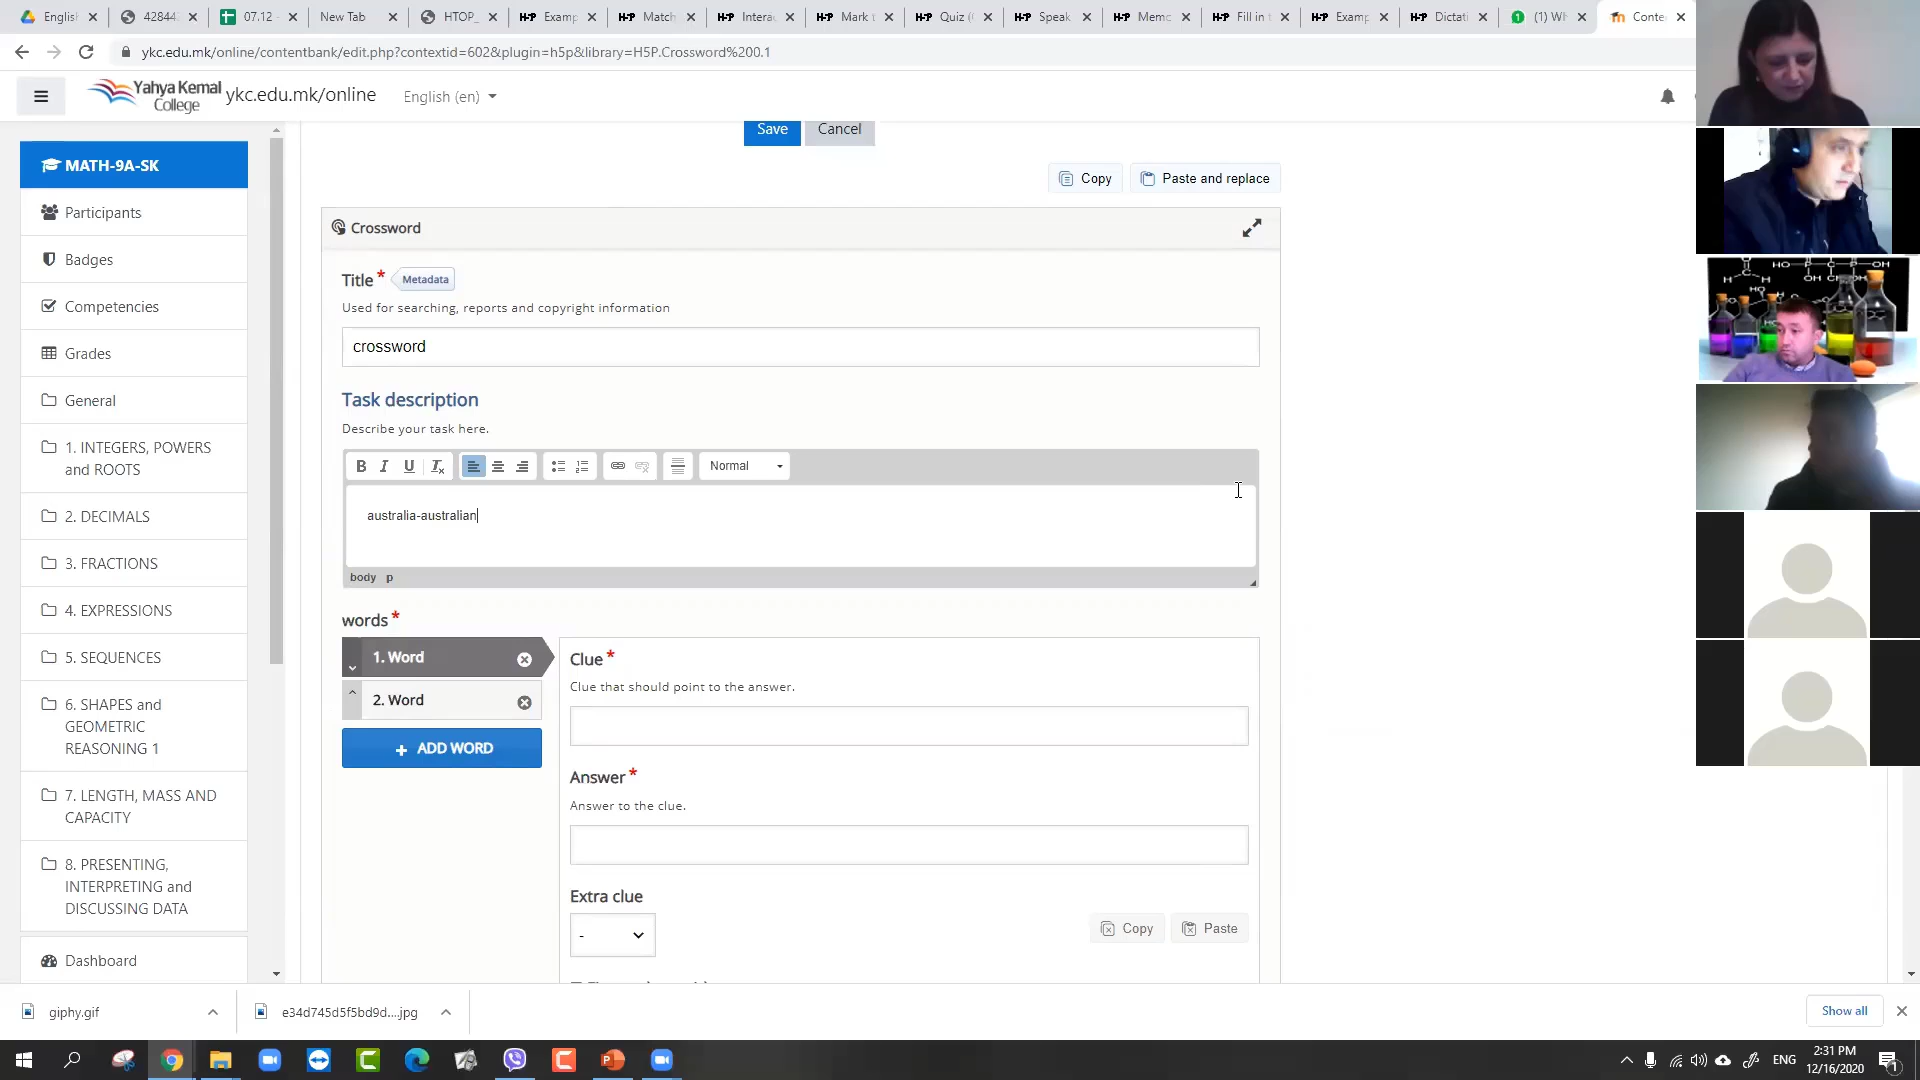 English
42844
07.12 -
New Tab
HTOP_
H-P Examp
H-P Match
H-P Intera
H-P Mark t
H-P Quiz (
H-P Speak
H-P Memo
H-P Fill in t
H-P Examp
H-P Dictati
(1) Wh
Conte
ykc.edu.mk/online/contentbank/edit.php?contextid=602&plugin=h5p&library=H5P.Crossword%200.1
Yahya Kemal College
ykc.edu.mk/online
English (en)
Save
Cancel
MATH-9A-SK
Participants
Badges
Competencies
Grades
General
1. INTEGERS, POWERS
and ROOTS
2. DECIMALS
3. FRACTIONS
4. EXPRESSIONS
5. SEQUENCES
6. SHAPES and
GEOMETRIC
REASONING 1
7. LENGTH, MASS AND
CAPACITY
8. PRESENTING,
INTERPRETING and
DISCUSSING DATA
Dashboard
Copy
Paste and replace
Crossword
Title*
Metadata
Used for searching, reports and copyright information
crossword
Task description
Describe your task here.
B I U Tx
Normal
australia-australian
body p
words*
1. Word
2. Word
+ ADD WORD
Clue*
Clue that should point to the answer.
Answer*
Answer to the clue.
Extra clue
-
Copy
Paste
giphy.gif
e34d745d5f5bd9d....jpg
Show all
ENG
2:31 PM
12/16/2020